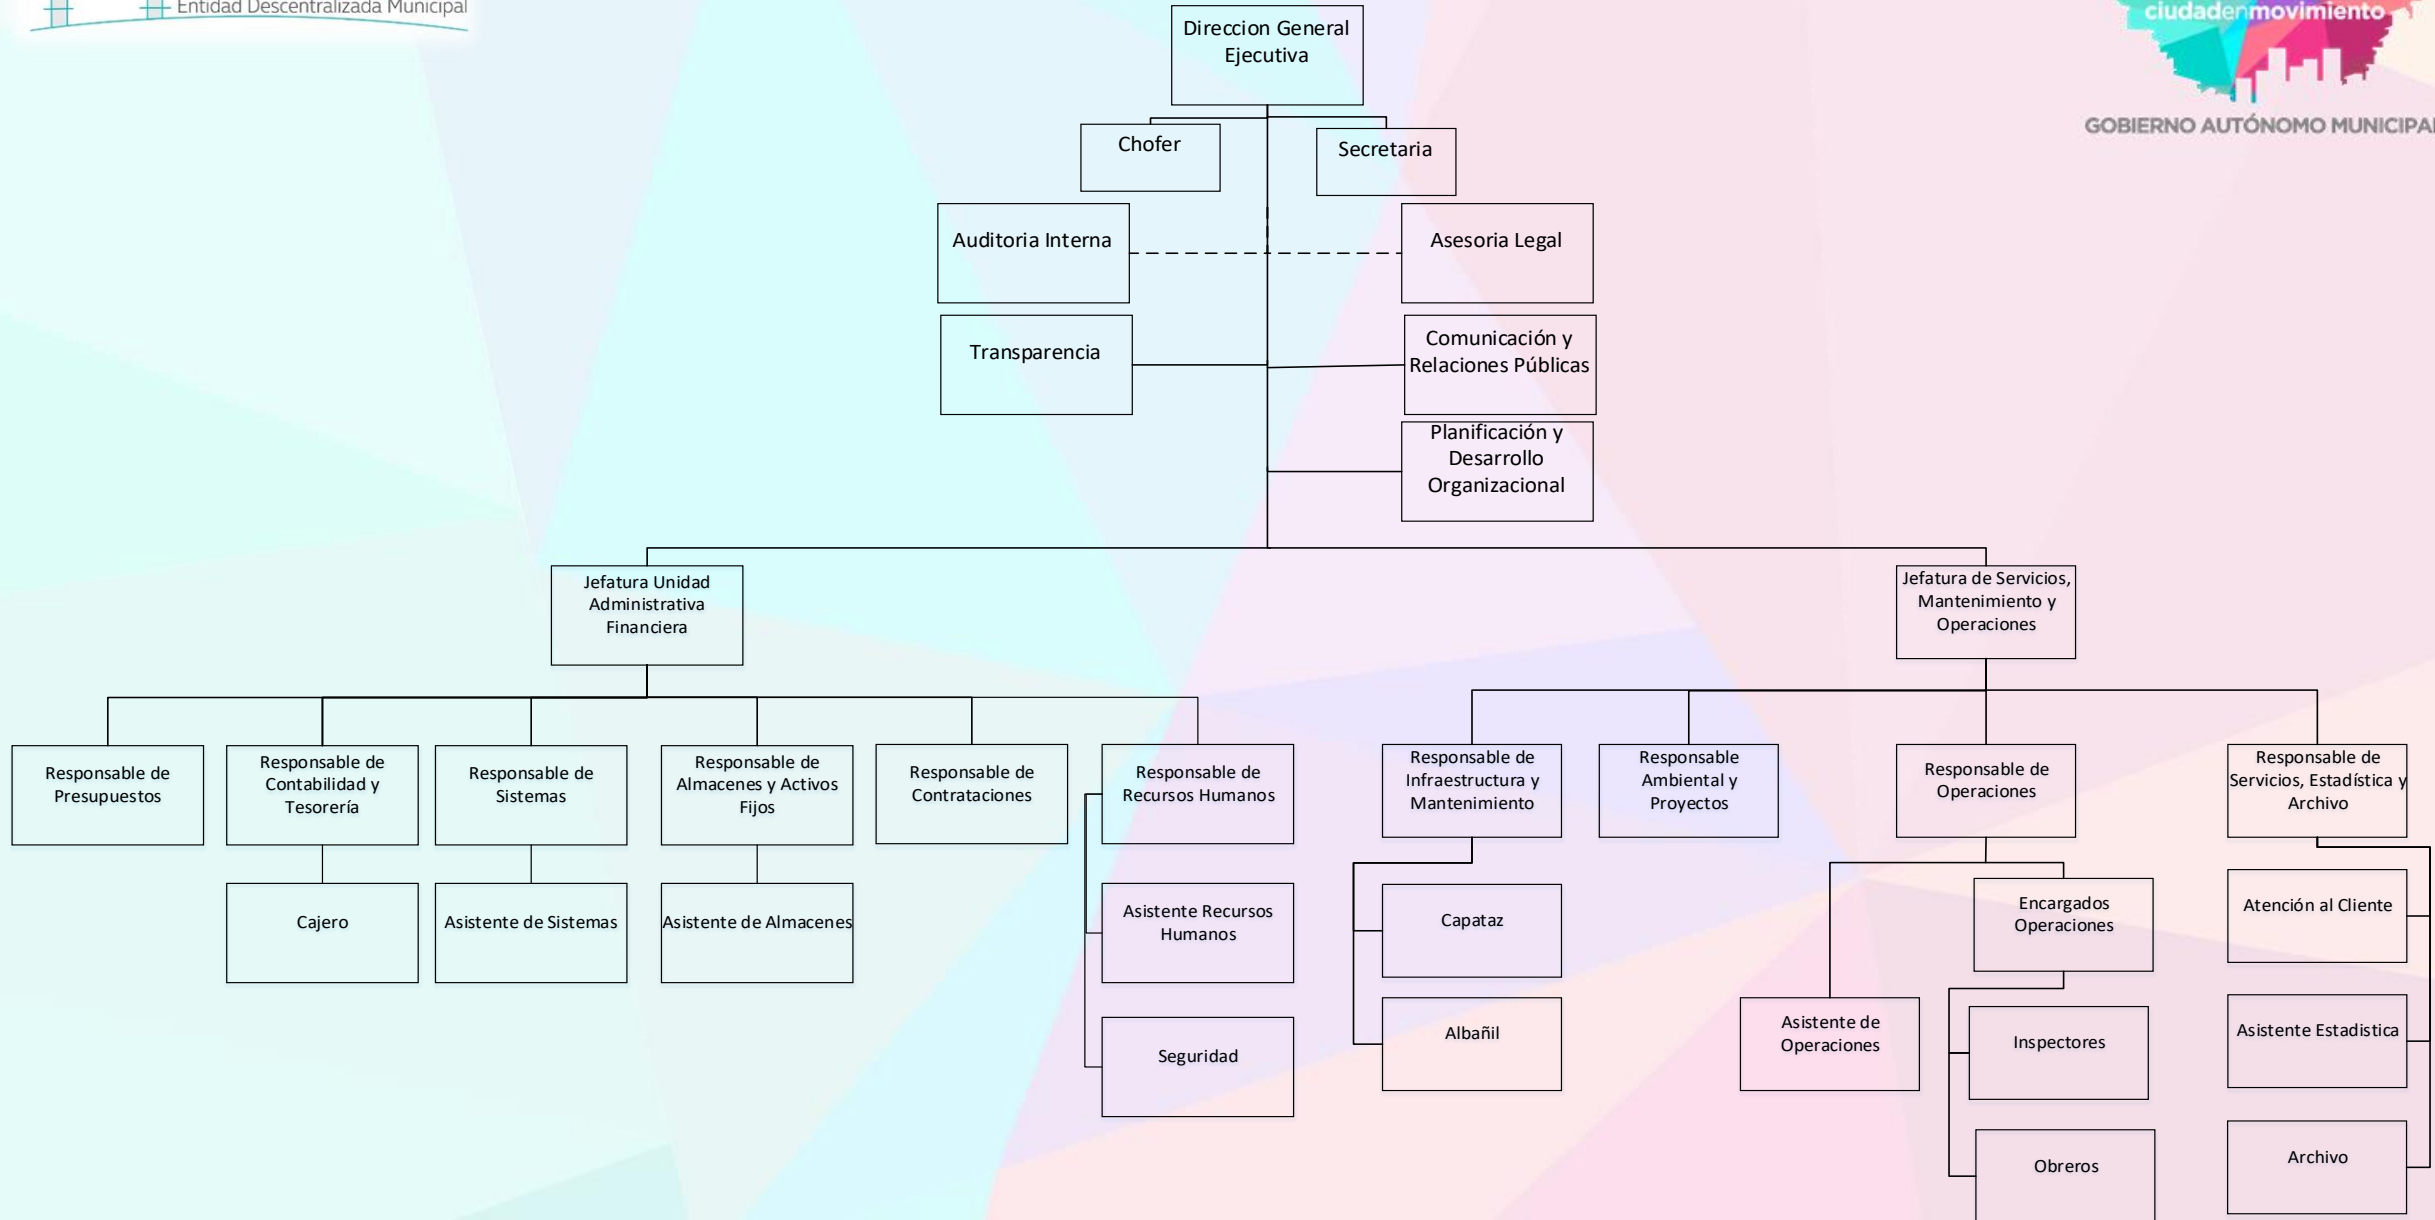 Entidad Descentralizada Municipal
ciudadenmovimiento
GOBIERNO AUTÓNOMO MUNICIPAL
Direccion General
Ejecutiva
Chofer
Secretaria
Auditoria Interna
Asesoria Legal
Transparencia
Comunicación y
Relaciones Públicas
Planificación y
Desarrollo
Organizacional
Jefatura Unidad
Administrativa
Financiera
Jefatura de Servicios,
Mantenimiento y
Operaciones
Responsable de
Presupuestos
Responsable de
Contabilidad y
Tesorería
Responsable de
Sistemas
Responsable de
Almacenes y Activos
Fijos
Responsable de
Contrataciones
Responsable de
Recursos Humanos
Responsable de
Infraestructura y
Mantenimiento
Responsable
Ambiental y
Proyectos
Responsable de
Operaciones
Responsable de
Servicios, Estadística y
Archivo
Cajero
Asistente de Sistemas
Asistente de Almacenes
Asistente Recursos
Humanos
Capataz
Encargados
Operaciones
Atención al Cliente
Seguridad
Albañil
Asistente de
Operaciones
Inspectores
Asistente Estadistica
Obreros
Archivo